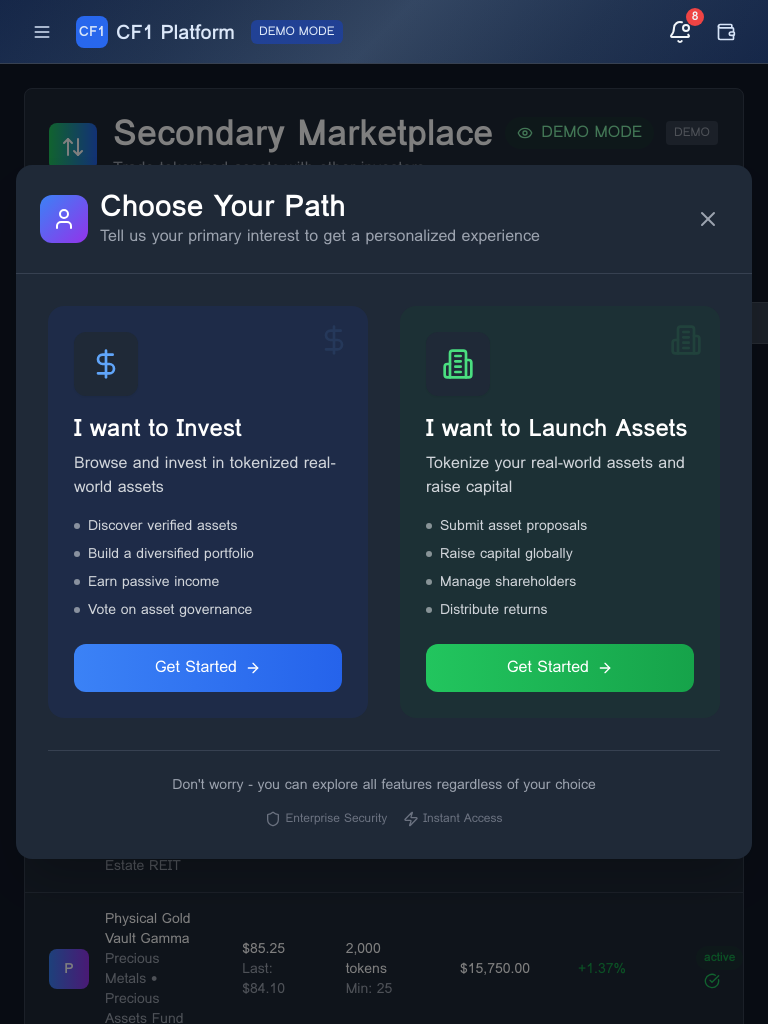 CF1 CF1 Platform DEMO MODE 8
Secondary Marketplace DEMO MODE DEMO
Choose Your Path
Tell us your primary interest to get a personalized experience
I want to Invest
Browse and invest in tokenized real-
world assets
Discover verified assets
Build a diversified portfolio
Earn passive income
Vote on asset governance
Get Started
I want to Launch Assets
Tokenize your real-world assets and
raise capital
Submit asset proposals
Raise capital globally
Manage shareholders
Distribute returns
Get Started
Don't worry - you can explore all features regardless of your choice
Enterprise Security Instant Access
Estate REIT
P
Physical Gold
Vault Gamma
Precious
Metals •
Precious
Assets Fund
$85.25
Last:
$84.10
2,000
tokens
Min: 25
$15,750.00
+1.37%
active